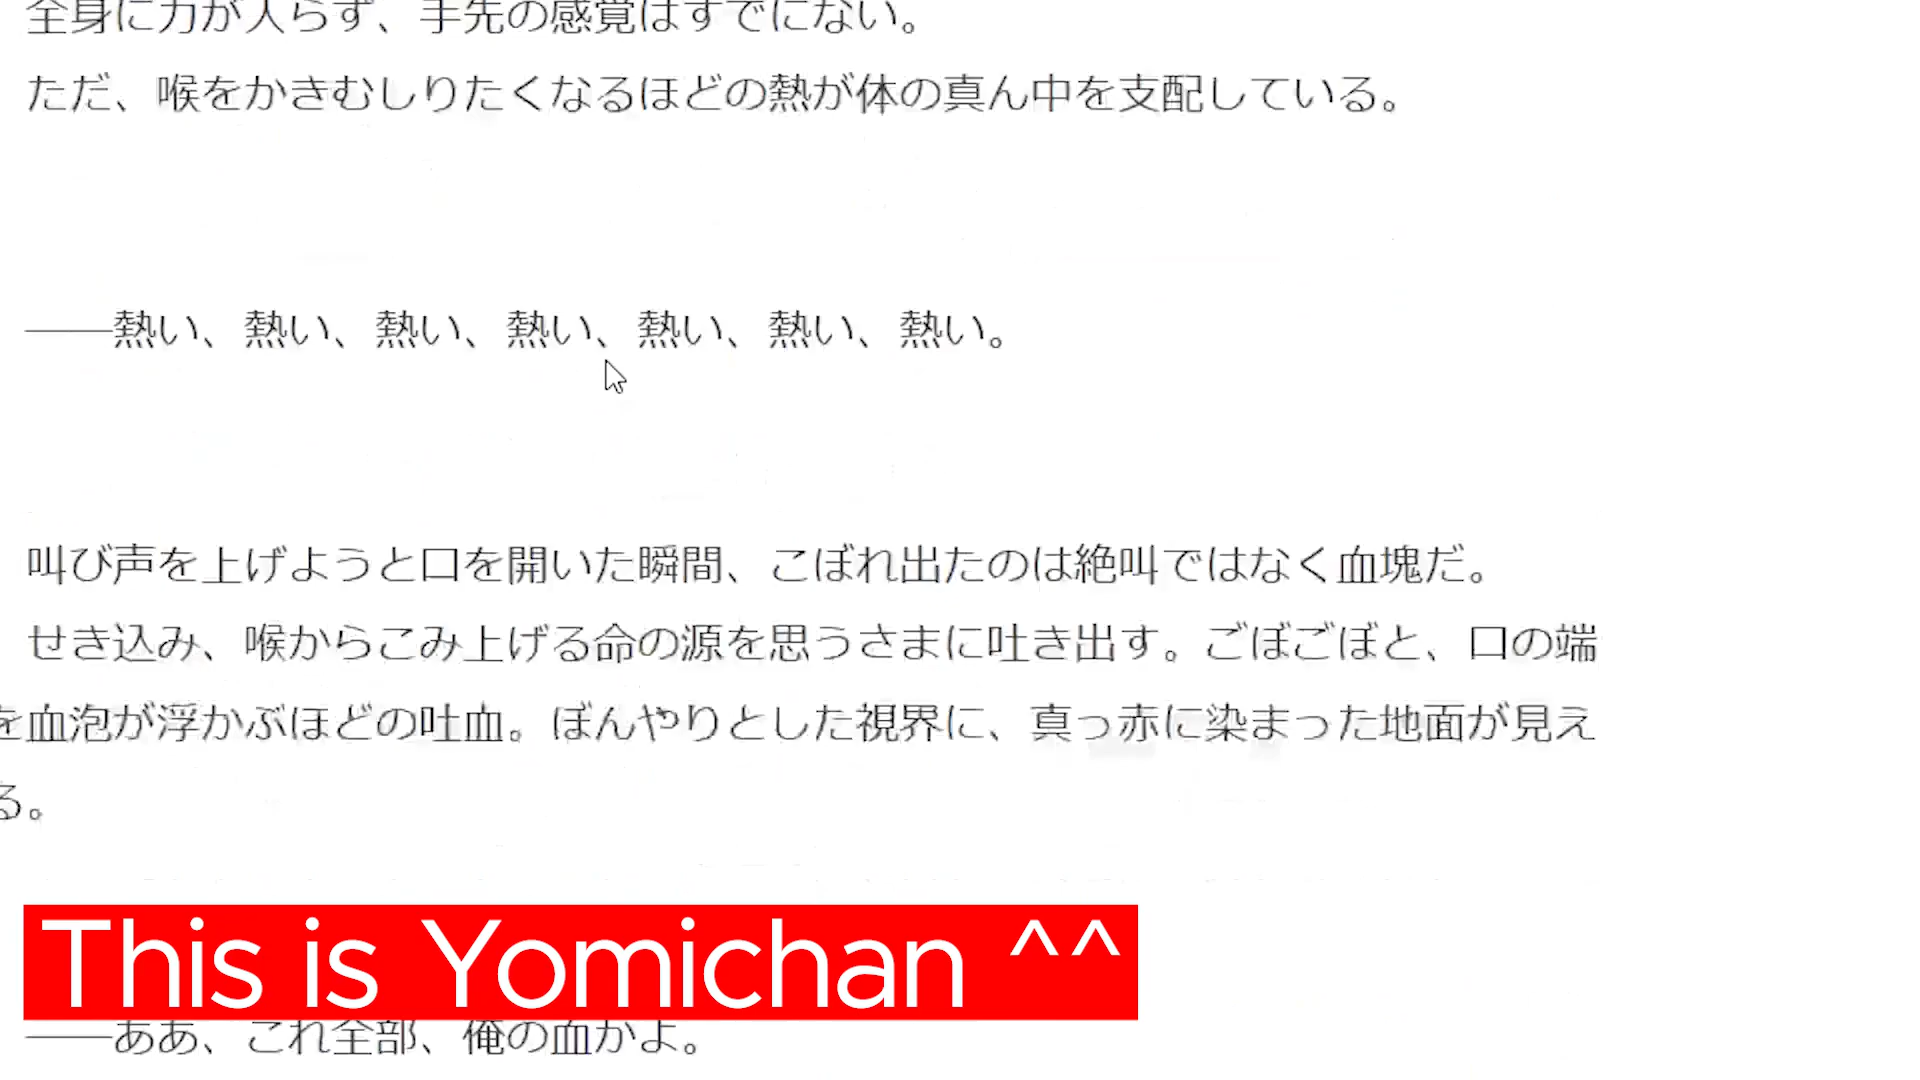 全身に力が入らず、手先の感覚はすでにない。
ただ、喉をかきむしりたくなるほどの熱が体の真ん中を支配している。
――熱い、熱い、熱い、熱い、熱い、熱い、熱い。
叫び声を上げようと口を開いた瞬間、こぼれ出たのは絶叫ではなく血塊だ。
せき込み、喉からこみ上げる命の源を思うさまに吐き出す。ごぼごぼと、口の端
を血泡が浮かぶほどの吐血。ぼんやりとした視界に、真っ赤に染まった地面が見え
る。
This is Yomichan ^^
――ああ、これ全部、俺の血かよ。